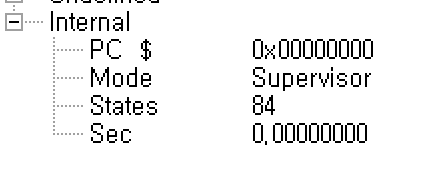 Internal
PC $ 0x00000000
Mode Supervisor
States 84
Sec 0,00000000